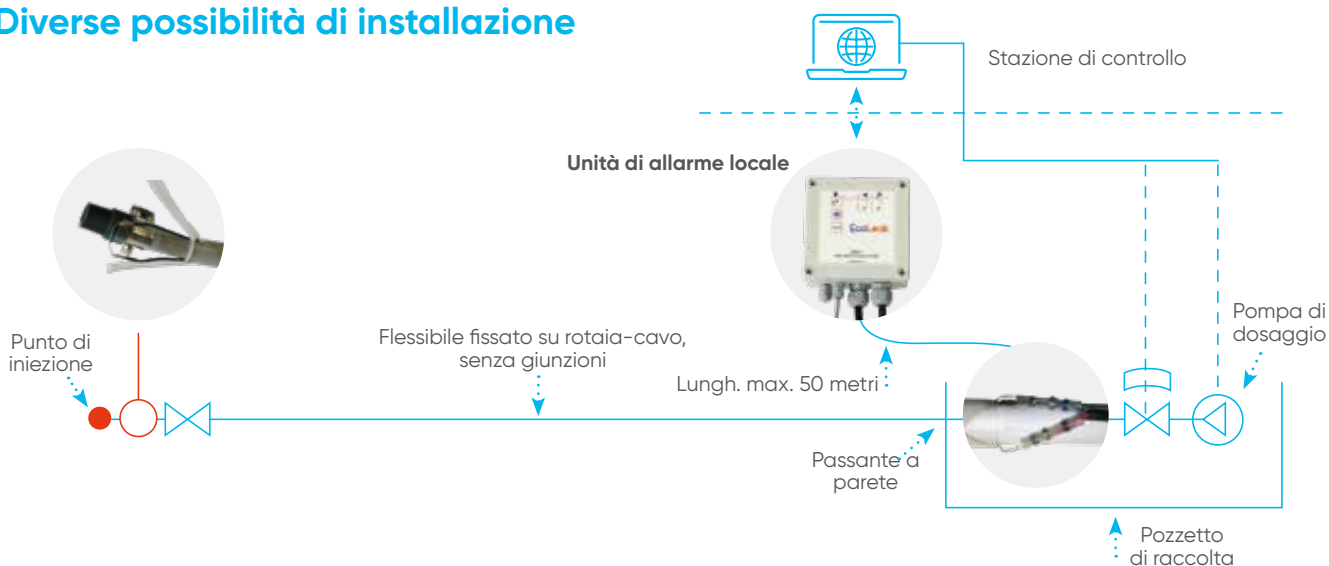 Diverse possibilità di installazione
Stazione di controllo
Unità di allarme locale
Punto di
iniezione
Flessibile fissato su rotaia-cavo,
senza giunzioni
Lungh. max. 50 metri
Pompa di
dosaggio
Passante a
parete
Pozzetto
di raccolta